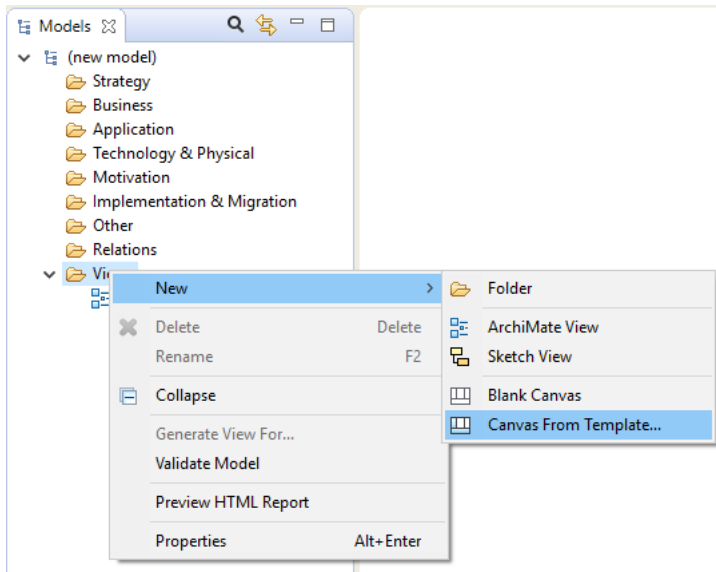 Models
(new model)
Strategy
Business
Application
Technology & Physical
Motivation
Implementation & Migration
Other
Relations
New
Delete Delete
Rename F2
Collapse
Generate View For...
Validate Model
Preview HTML Report
Properties Alt+Enter
Folder
ArchiMate View
Sketch View
Blank Canvas
Canvas From Template...